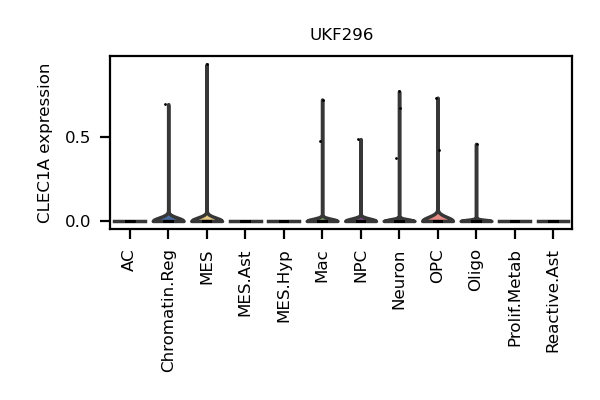 UKF296
CLEC1A expression
0.5
0.0
AC
Chromatin.Reg
MES
MES.Ast
MES.Hyp
Mac
NPC
Neuron
OPC
Oligo
Prolif.Metab
Reactive.Ast